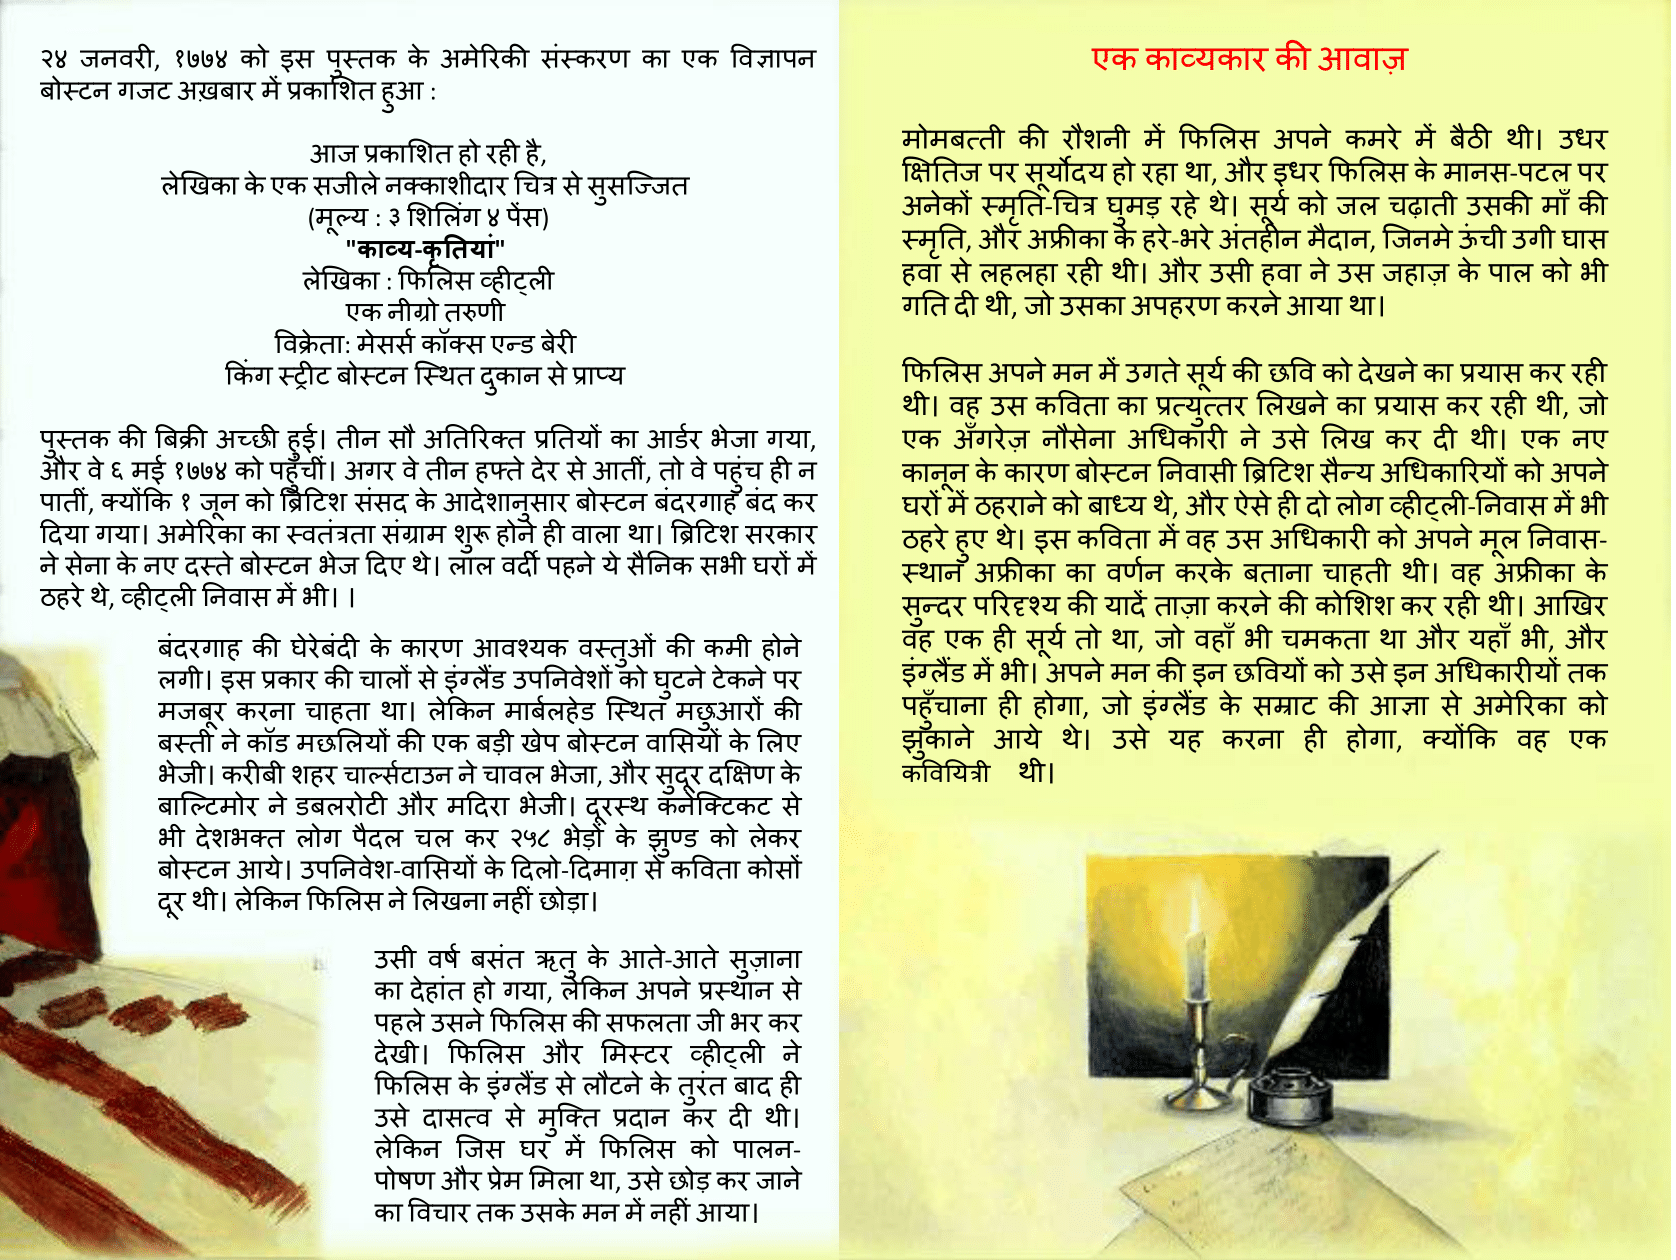 २४ जनवरी, १७७४ को इस पुस्तक के अमेरिकी संस्करण का एक विज्ञापन
बोस्टन गजट अख़बार में प्रकाशित हुआ :
आज प्रकाशित हो रही है,
लेखिका के एक सजीले नक्काशीदार चित्र से सुसज्जित
(मूल्य : ३ शिलिंग ४ पेंस)
"काव्य-कृतियां"
लेखिका : फिलिस व्हीट्ली
एक नीग्रो तरुणी
विक्रेता: मेसर्स कॉक्स एन्ड बेरी
किंग स्ट्रीट बोस्टन स्थित दुकान से प्राप्य
पुस्तक की बिक्री अच्छी हुई। तीन सौ अतिरिक्त प्रतियों का आर्डर भेजा गया,
और वे ६ मई १७७४ को पहुँचीं। अगर वे तीन हफ्ते देर से आतीं, तो वे पहुंच ही न
पातीं, क्योंकि १ जून को ब्रिटिश संसद के आदेशानुसार बोस्टन बंदरगाह बंद कर
दिया गया। अमेरिका का स्वतंत्रता संग्राम शुरू होने ही वाला था। ब्रिटिश सरकार
ने सेना के नए दस्ते बोस्टन भेज दिए थे। लाल वर्दी पहने ये सैनिक सभी घरों में
ठहरे थे, व्हीट्ली निवास में भी। ।
बंदरगाह की घेरेबंदी के कारण आवश्यक वस्तुओं की कमी होने
लगी। इस प्रकार की चालों से इंग्लैंड उपनिवेशों को घुटने टेकने पर
मजबूर करना चाहता था। लेकिन मार्बलहेड स्थित मछुआरों की
बस्ती ने कॉड मछलियों की एक बड़ी खेप बोस्टन वासियों के लिए
भेजी। करीबी शहर चार्ल्सटाउन ने चावल भेजा, और सुदूर दक्षिण के
बाल्टिमोर ने डबलरोटी और मदिरा भेजी। दूरस्थ कनेक्टिकट से
भी देशभक्त लोग पैदल चल कर २५८ भेड़ों के झुण्ड को लेकर
बोस्टन आये। उपनिवेश-वासियों के दिलो-दिमाग़ से कविता कोसों
दूर थी। लेकिन फिलिस ने लिखना नहीं छोड़ा।
उसी वर्ष बसंत ऋतु के आते-आते सुज़ाना
का देहांत हो गया, लेकिन अपने प्रस्थान से
पहले उसने फिलिस की सफलता जी भर कर
देखी। फिलिस और मिस्टर व्हीट्ली ने
फिलिस के इंग्लैंड से लौटने के तुरंत बाद ही
उसे दासत्व से मुक्ति प्रदान कर दी थी।
लेकिन जिस घर में फिलिस को पालन-
पोषण और प्रेम मिला था, उसे छोड़ कर जाने
का विचार तक उसके मन में नहीं आया।
एक काव्यकार की आवाज़
मोमबत्ती की रौशनी में फिलिस अपने कमरे में बैठी थी। उधर
क्षितिज पर सूर्योदय हो रहा था, और इधर फिलिस के मानस-पटल पर
अनेकों स्मृति-चित्र घुमड़ रहे थे। सूर्य को जल चढ़ाती उसकी माँ की
स्मृति, और अफ्रीका के हरे-भरे अंतहीन मैदान, जिनमे ऊंची उगी घास
हवा से लहलहा रही थी। और उसी हवा ने उस जहाज़ के पाल को भी
गति दी थी, जो उसका अपहरण करने आया था।
फिलिस अपने मन में उगते सूर्य की छवि को देखने का प्रयास कर रही
थी। वह उस कविता का प्रत्युत्तर लिखने का प्रयास कर रही थी, जो
एक अँगरेज़ नौसेना अधिकारी ने उसे लिख कर दी थी। एक नए
कानून के कारण बोस्टन निवासी ब्रिटिश सैन्य अधिकारियों को अपने
घरों में ठहराने को बाध्य थे, और ऐसे ही दो लोग व्हीट्ली-निवास में भी
ठहरे हुए थे। इस कविता में वह उस अधिकारी को अपने मूल निवास-
स्थान अफ्रीका का वर्णन करके बताना चाहती थी। वह अफ्रीका के
सुन्दर परिदृश्य की यादें ताज़ा करने की कोशिश कर रही थी। आखिर
वह एक ही सूर्य तो था, जो वहाँ भी चमकता था और यहाँ भी, और
इंग्लैंड में भी। अपने मन की इन छवियों को उसे इन अधिकारीयों तक
पहुँचाना ही होगा, जो इंग्लैंड के सम्राट की आज्ञा से अमेरिका को
झुकाने आये थे। उसे यह करना ही होगा, क्योंकि वह एक
कवियित्री थी।